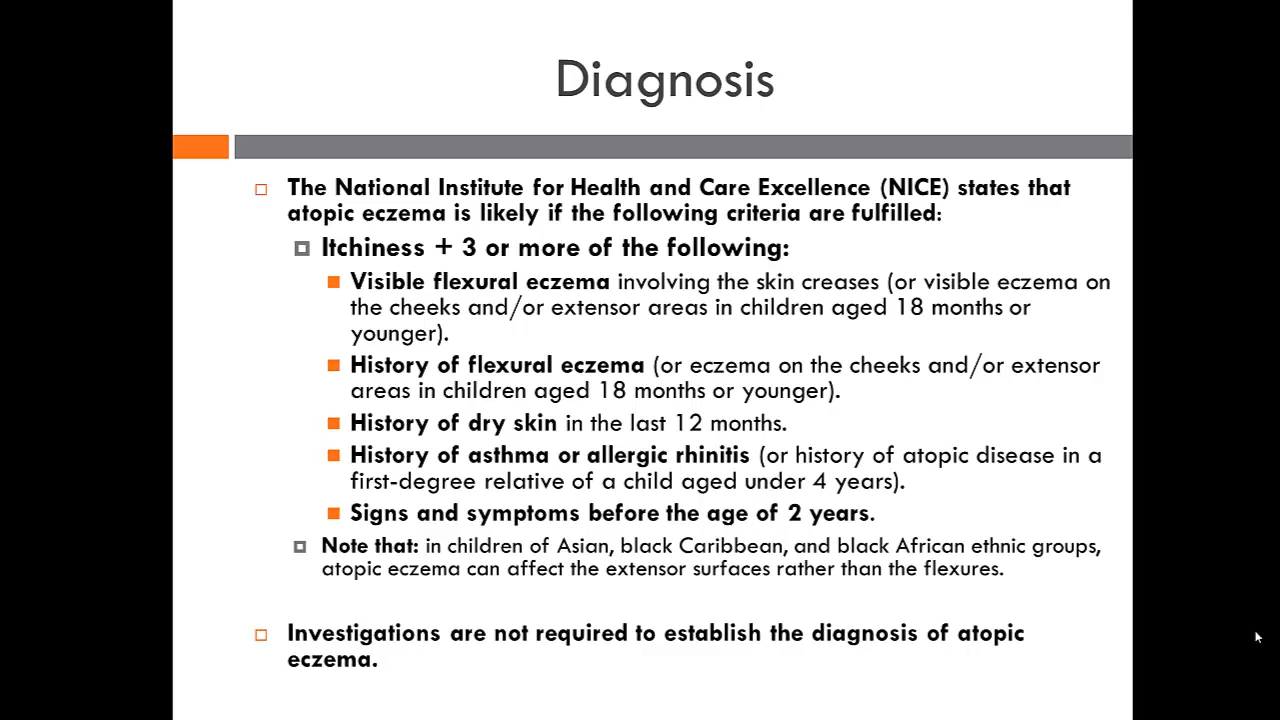 Diagnosis
The National Institute for Health and Care Excellence (NICE) states that
atopic eczema is likely if the following criteria are fulfilled:
Itchiness + 3 or more of the following:
Visible flexural eczema involving the skin creases (or visible eczema on
the cheeks and/or extensor areas in children aged 18 months or
younger).
History of flexural eczema (or eczema on the cheeks and/or extensor
areas in children aged 18 months or younger).
History of dry skin in the last 12 months.
History of asthma or allergic rhinitis (or history of atopic disease in a
first-degree relative of a child aged under 4 years).
Signs and symptoms before the age of 2 years.
Note that: in children of Asian, black Caribbean, and black African ethnic groups,
atopic eczema can affect the extensor surfaces rather than the flexures.
Investigations are not required to establish the diagnosis of atopic
eczema.